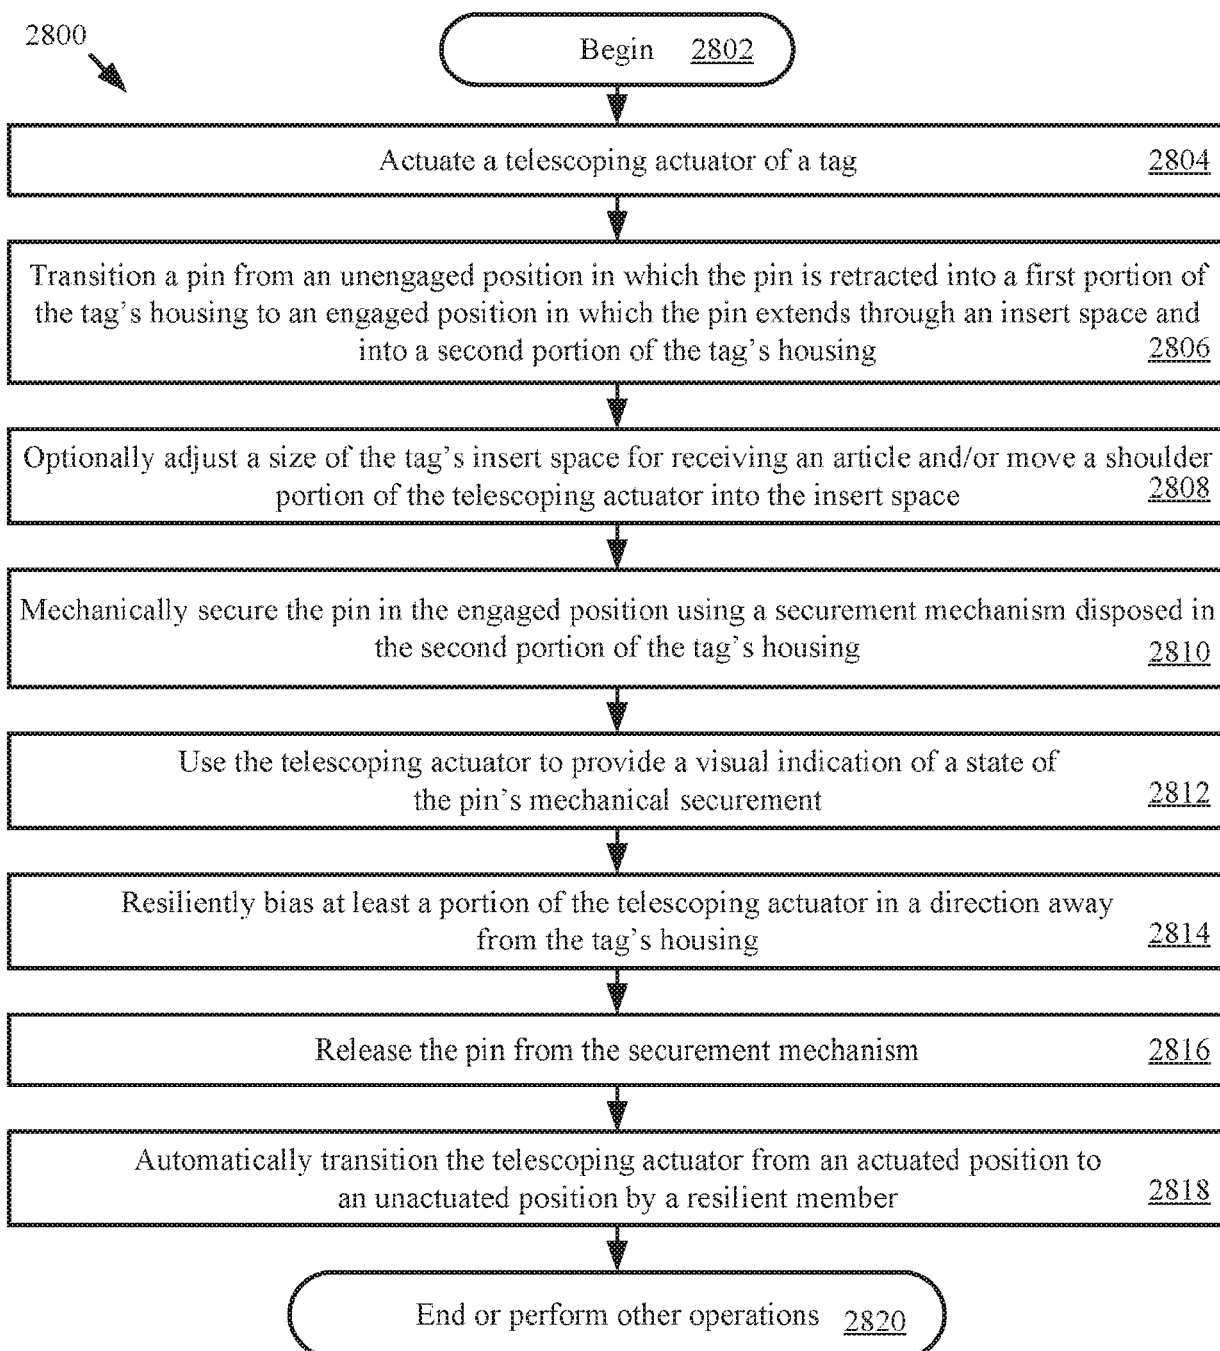 2800
Begin 2802
Actuate a telescoping actuator of a tag 2804
Transition a pin from an unengaged position in which the pin is retracted into a first portion of
the tag's housing to an engaged position in which the pin extends through an insert space and
into a second portion of the tag's housing 2806
Optionally adjust a size of the tag's insert space for receiving an article and/or move a shoulder
portion of the telescoping actuator into the insert space 2808
Mechanically secure the pin in the engaged position using a securement mechanism disposed in
the second portion of the tag's housing 2810
Use the telescoping actuator to provide a visual indication of a state of
the pin's mechanical securement 2812
Resiliently bias at least a portion of the telescoping actuator in a direction away
from the tag's housing 2814
Release the pin from the securement mechanism 2816
Automatically transition the telescoping actuator from an actuated position to
an unactuated position by a resilient member 2818
End or perform other operations 2820